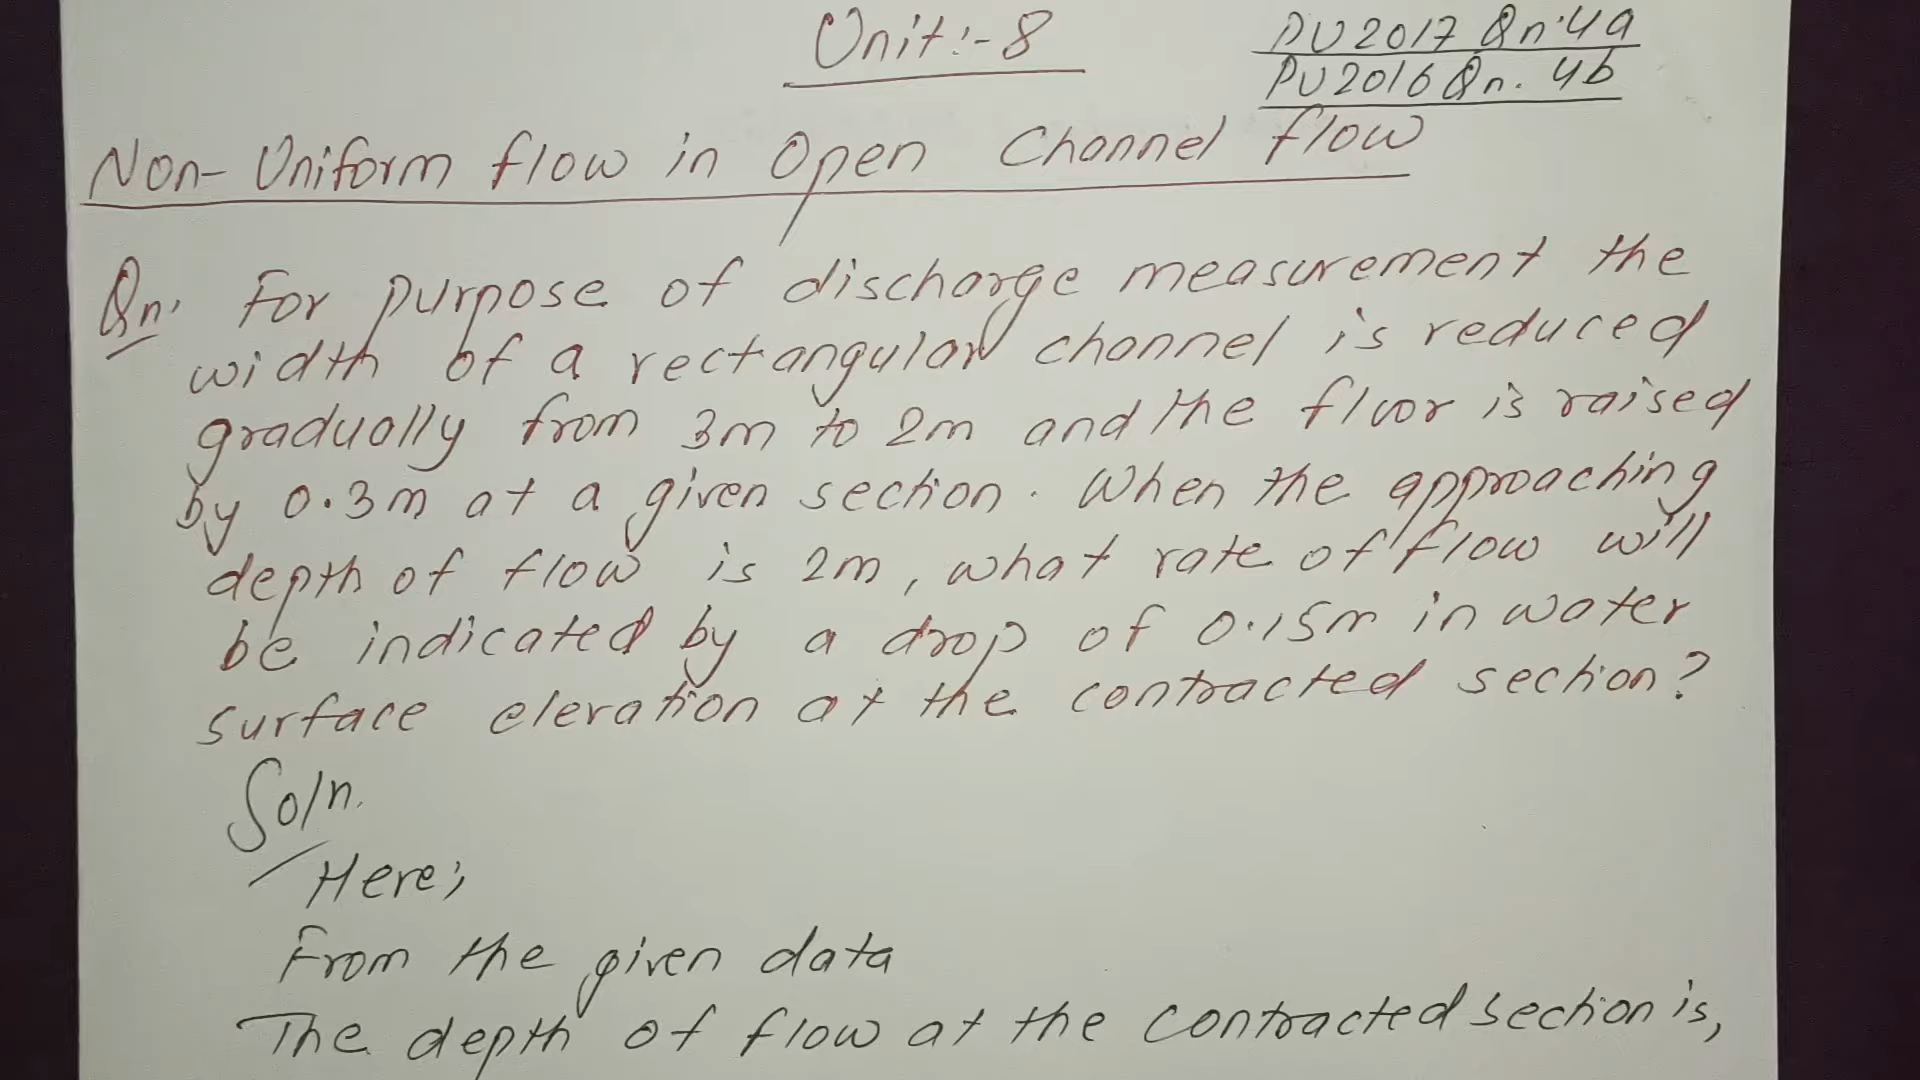 Unit:-8
PU2017 Qn.4a
PU2016 Qn. 4b
Non-Uniform flow in Open Channel flow
Qn. For purpose of discharge measurement the
width of a rectangular channel is reduced
gradually from 3m to 2m and the floor is raised
by 0.3m at a given section. When the approaching
depth of flow is 2m, what rate of flow will
be indicated by a drop of 0.15m in water
surface elevation at the contracted section?
Soln.
Here;
From the given data
The depth of flow at the contracted section is,